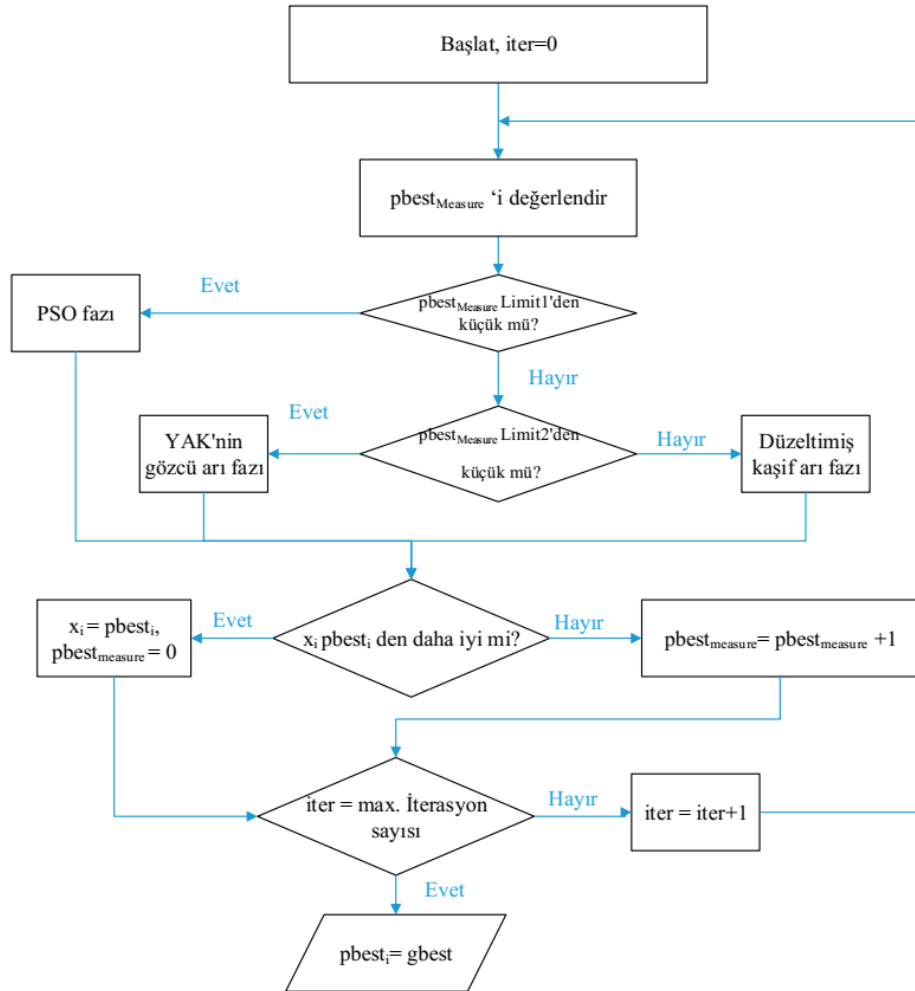 Başlat, iter=0
pbestMeasure ‘i değerlendir
Evet
PSO fazı
pbestMeasure Limit1'den
küçük mü?
Hayır
Evet
YAK'nin
gözcü arı fazı
pbestMeasure Limit2'den
küçük mü?
Hayır
Düzeltimiş
kaşif arı fazı
xi = pbesti,
pbestmeasure = 0
Evet
xi pbesti den daha iyi mi?
Hayır
pbestmeasure= pbestmeasure +1
iter = max. İterasyon
sayısı
Hayır
iter = iter+1
Evet
pbesti= gbest